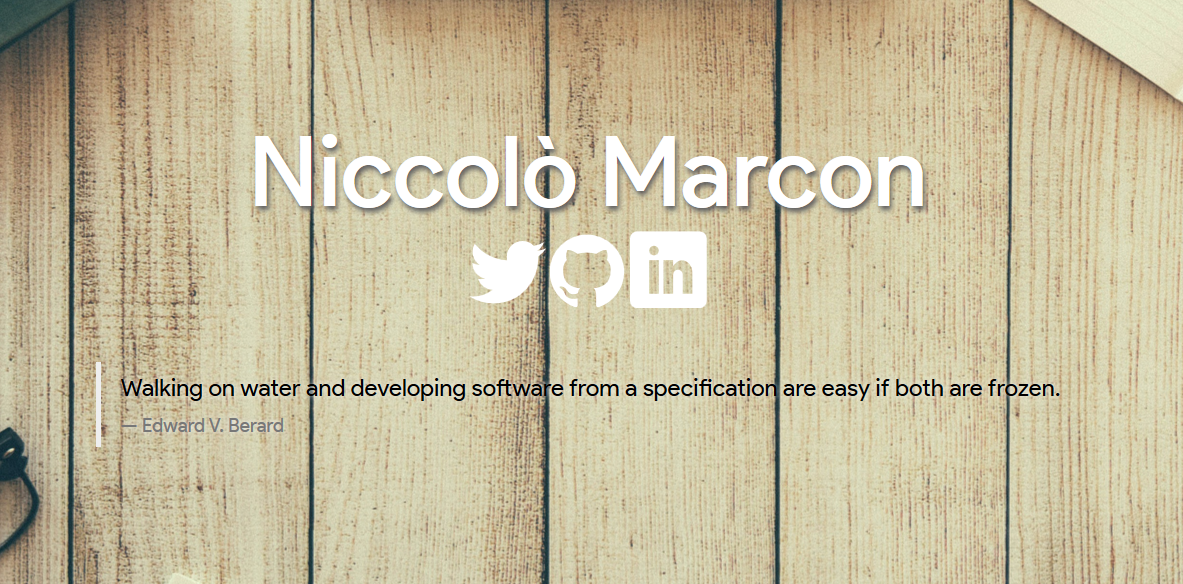 Niccolò Marcon
in
Walking on water and developing software from a specification are easy if both are frozen.
— Edward V. Berard